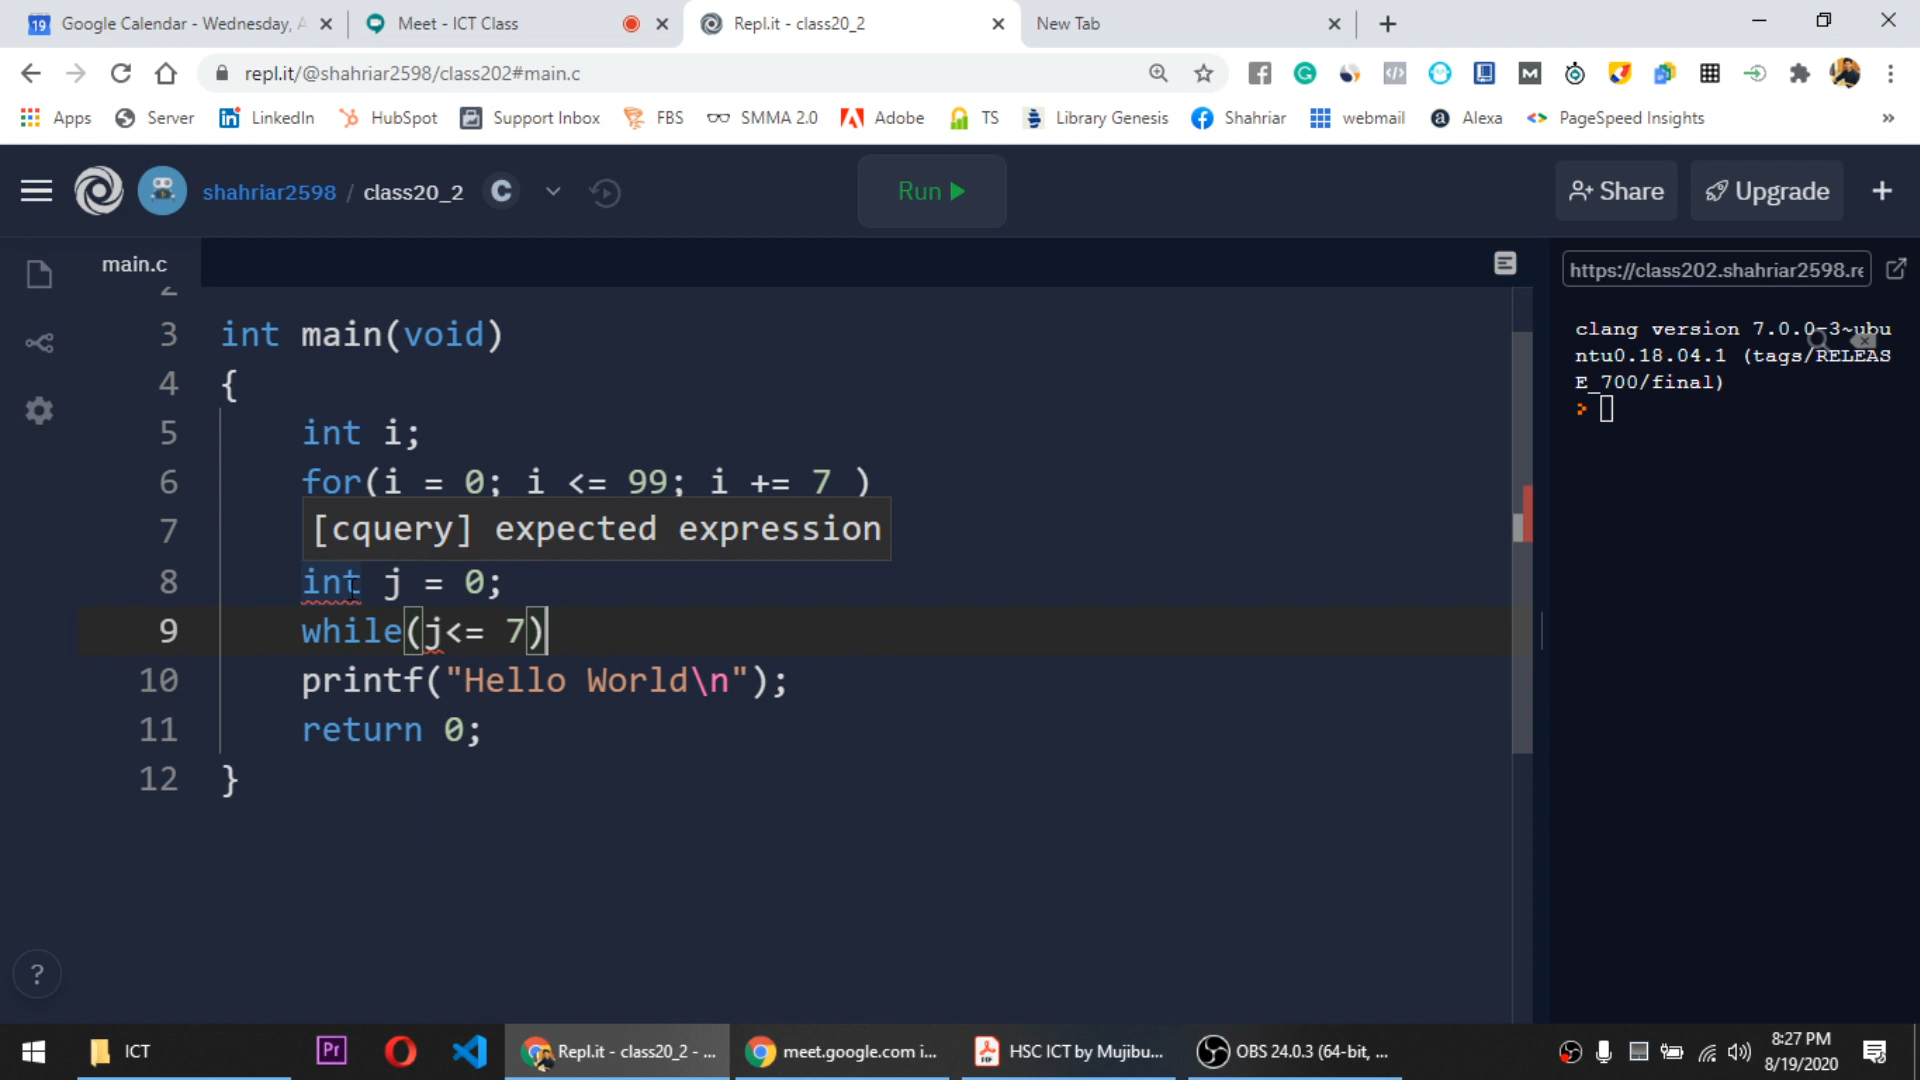 Google Calendar - Wednesday, A
Meet - ICT Class
Repl.it - class20_2
New Tab
repl.it/@shahriar2598/class202#main.c
Apps
Server
LinkedIn
HubSpot
Support Inbox
FBS
SMMA 2.0
Adobe
TS
Library Genesis
Shahriar
webmail
Alexa
PageSpeed Insights
»
shahriar2598 / class20_2
C
Run
Share
Upgrade
main.c
https://class202.shahriar2598.re
2
3 int main(void)
4 {
5 int i;
6 for(i = 0; i <= 99; i += 7 )
7
[cquery] expected expression
8 int j = 0;
9 while(j<= 7)
10 printf("Hello World\n");
11 return 0;
12 }
clang version 7.0.0-3~ubu
ntu0.18.04.1 (tags/RELEAS
E_700/final)
>
?
ICT
Pr
Repl.it - class20_2 - ...
meet.google.com i...
HSC ICT by Mujibu...
OBS 24.0.3 (64-bit, ...
8:27 PM
8/19/2020